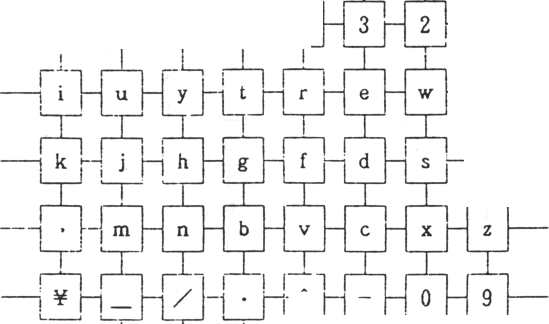 3 2
i u y t r e w
k j h g f d s
, m n b v c x z
¥ _ / . ^ - 0 9